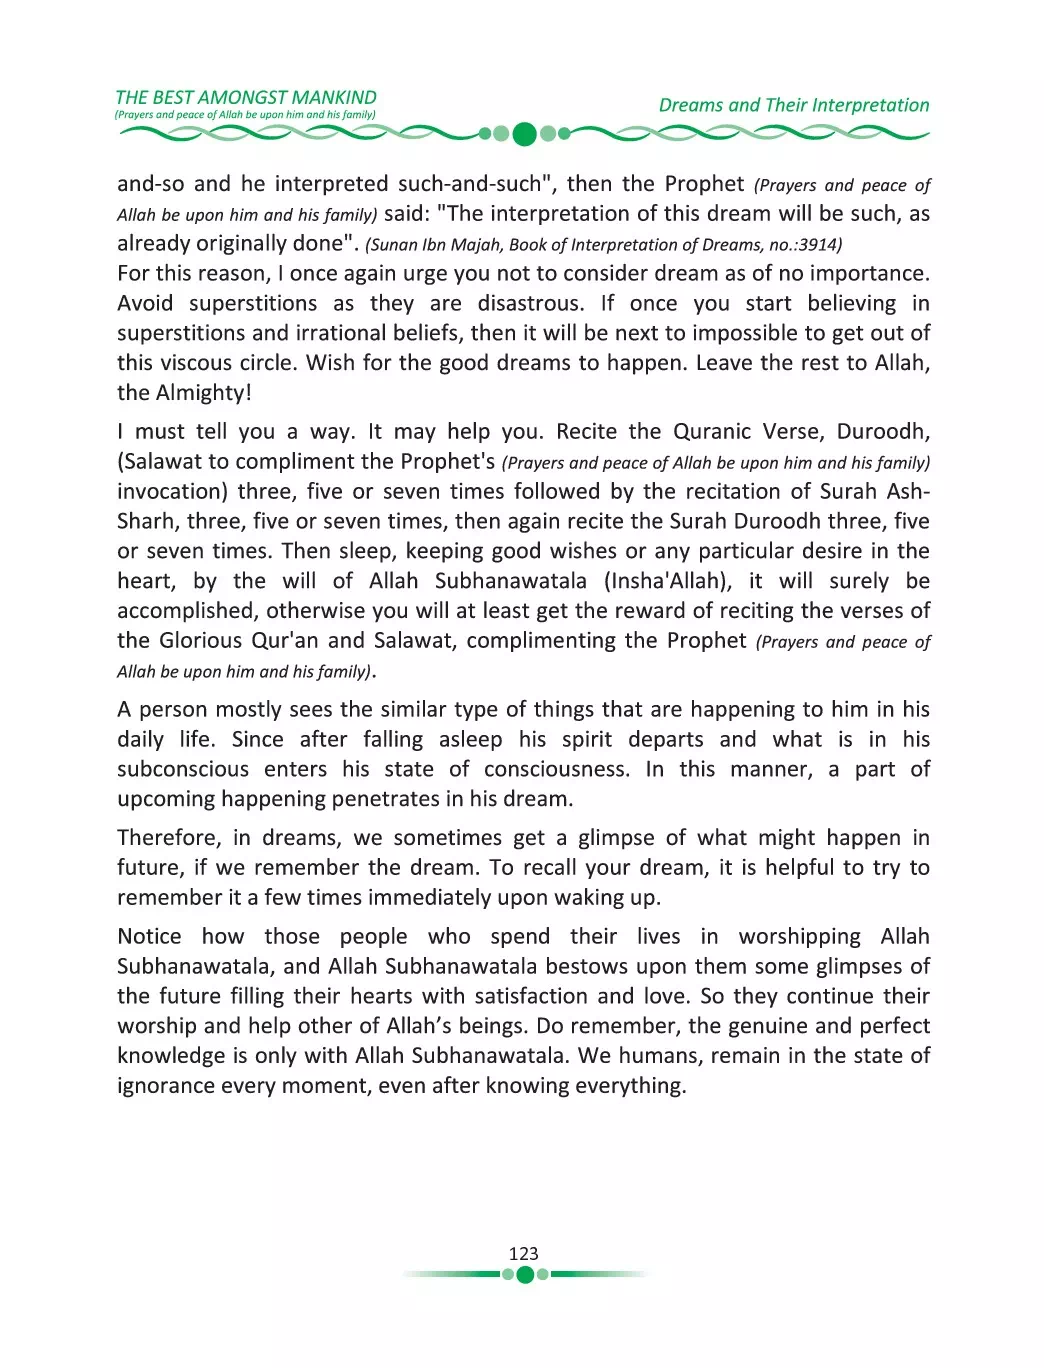 THE BEST AMONGST MANKIND
(Prayers and peace of Allah be upon him and his family)
Dreams and Their Interpretation
and-so and he interpreted such-and-such", then the Prophet (Prayers and peace of
Allah be upon him and his family) said: "The interpretation of this dream will be such, as
already originally done". (Sunan Ibn Majah, Book of Interpretation of Dreams, no.:3914)
For this reason, I once again urge you not to consider dream as of no importance.
Avoid superstitions as they are disastrous. If once you start believing in
superstitions and irrational beliefs, then it will be next to impossible to get out of
this viscous circle. Wish for the good dreams to happen. Leave the rest to Allah,
the Almighty!
I must tell you a way. It may help you. Recite the Quranic Verse, Duroodh,
(Salawat to compliment the Prophet's (Prayers and peace of Allah be upon him and his family)
invocation) three, five or seven times followed by the recitation of Surah Ash-
Sharh, three, five or seven times, then again recite the Surah Duroodh three, five
or seven times. Then sleep, keeping good wishes or any particular desire in the
heart, by the will of Allah Subhanawatala (Insha'Allah), it will surely be
accomplished, otherwise you will at least get the reward of reciting the verses of
the Glorious Qur'an and Salawat, complimenting the Prophet (Prayers and peace of
Allah be upon him and his family).
A person mostly sees the similar type of things that are happening to him in his
daily life. Since after falling asleep his spirit departs and what is in his
subconscious enters his state of consciousness. In this manner, a part of
upcoming happening penetrates in his dream.
Therefore, in dreams, we sometimes get a glimpse of what might happen in
future, if we remember the dream. To recall your dream, it is helpful to try to
remember it a few times immediately upon waking up.
Notice how those people who spend their lives in worshipping Allah
Subhanawatala, and Allah Subhanawatala bestows upon them some glimpses of
the future filling their hearts with satisfaction and love. So they continue their
worship and help other of Allah’s beings. Do remember, the genuine and perfect
knowledge is only with Allah Subhanawatala. We humans, remain in the state of
ignorance every moment, even after knowing everything.
123